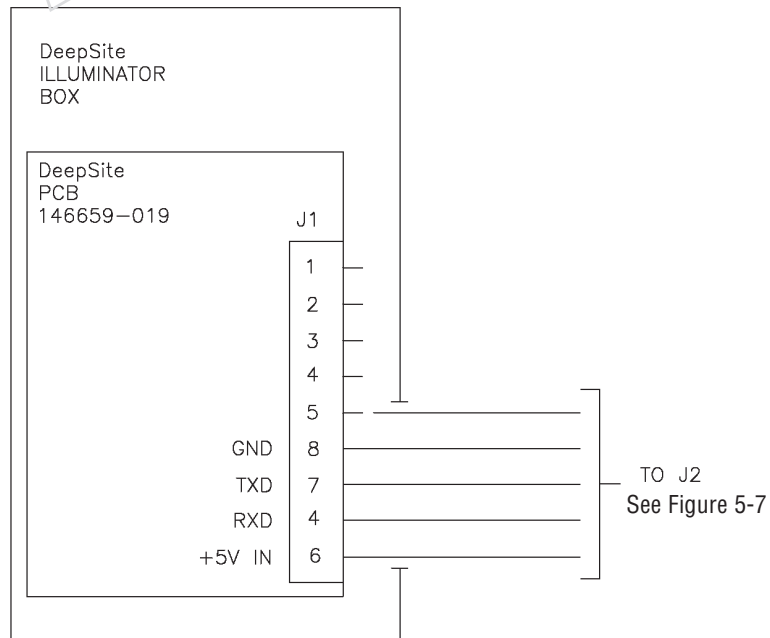 DeepSite
ILLUMINATOR
BOX
DeepSite
PCB
146659-019
J1
1
2
3
4
5
GND 8
TXD 7
RXD 4
+5V IN 6
TO J2
See Figure 5-7